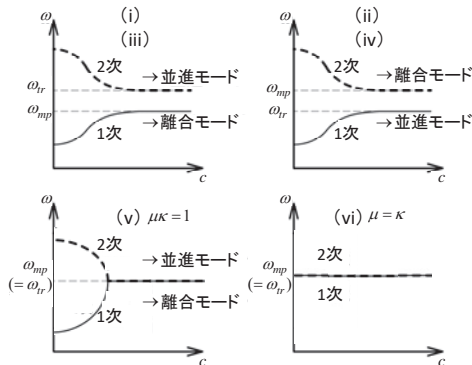 ω (i)
(iii)
2次
→並進モード
ω_tr
ω_mp
→離合モード
1次
c
ω (ii)
(iv)
2次
→離合モード
ω_mp
ω_tr
→並進モード
1次
c
ω (v) μκ=1
2次
→並進モード
ω_mp
(=ω_tr)
→離合モード
1次
c
ω (vi) μ=κ
2次
ω_mp
(=ω_tr)
1次
c